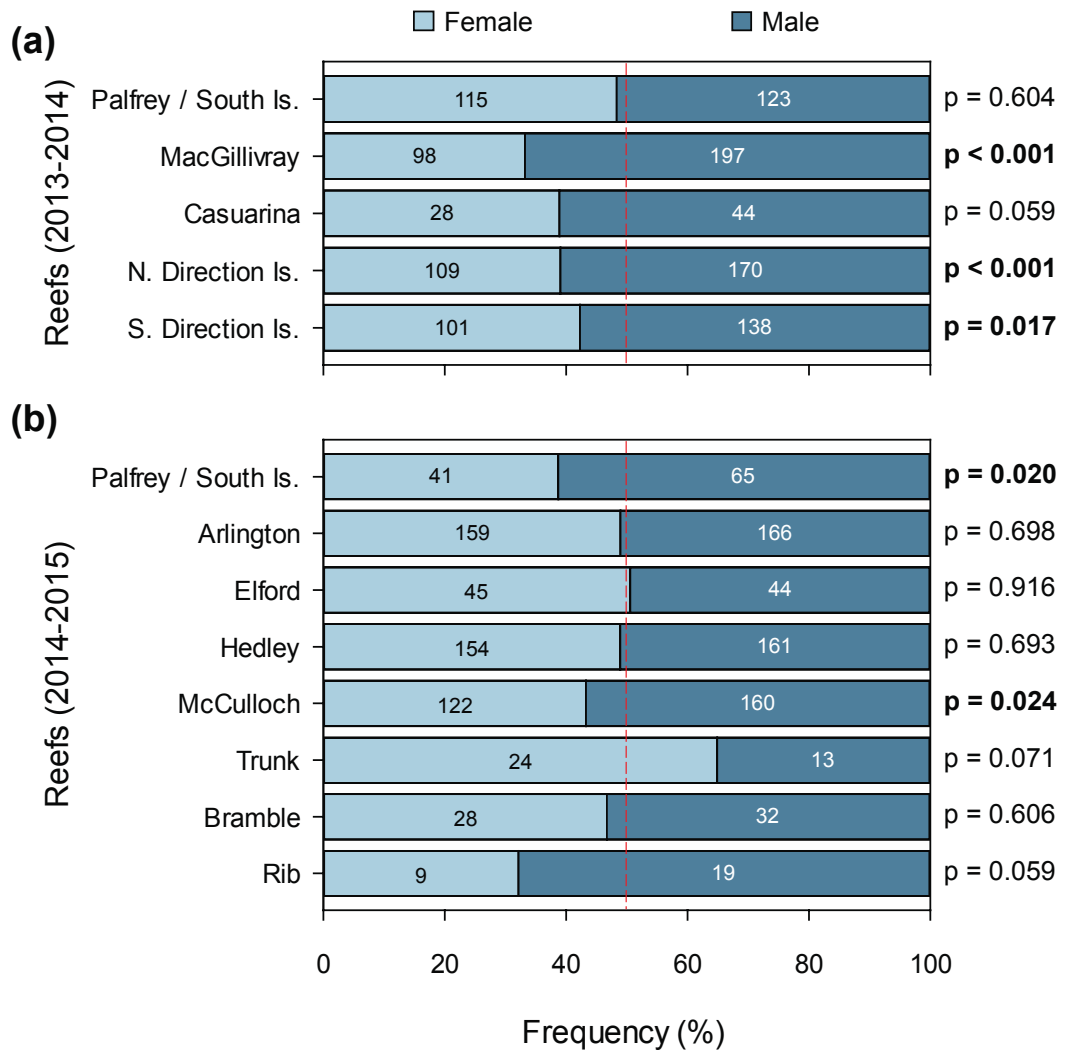 Female Male
(a)
Reefs (2013-2014)
Palfrey / South Is. 115 123 p = 0.604
MacGillivray 98 197 p < 0.001
Casuarina 28 44 p = 0.059
N. Direction Is. 109 170 p < 0.001
S. Direction Is. 101 138 p = 0.017
(b)
Reefs (2014-2015)
Palfrey / South Is. 41 65 p = 0.020
Arlington 159 166 p = 0.698
Elford 45 44 p = 0.916
Hedley 154 161 p = 0.693
McCulloch 122 160 p = 0.024
Trunk 24 13 p = 0.071
Bramble 28 32 p = 0.606
Rib 9 19 p = 0.059
0 20 40 60 80 100
Frequency (%)